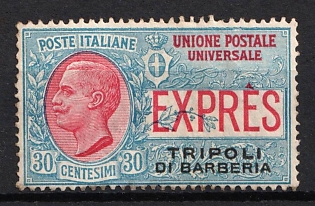 POSTE ITALIANE
UNIONE POSTALE
UNIVERSALE
EXPRES
30 30
CENTESIMI
TRIPOLI
DI BARBERIA